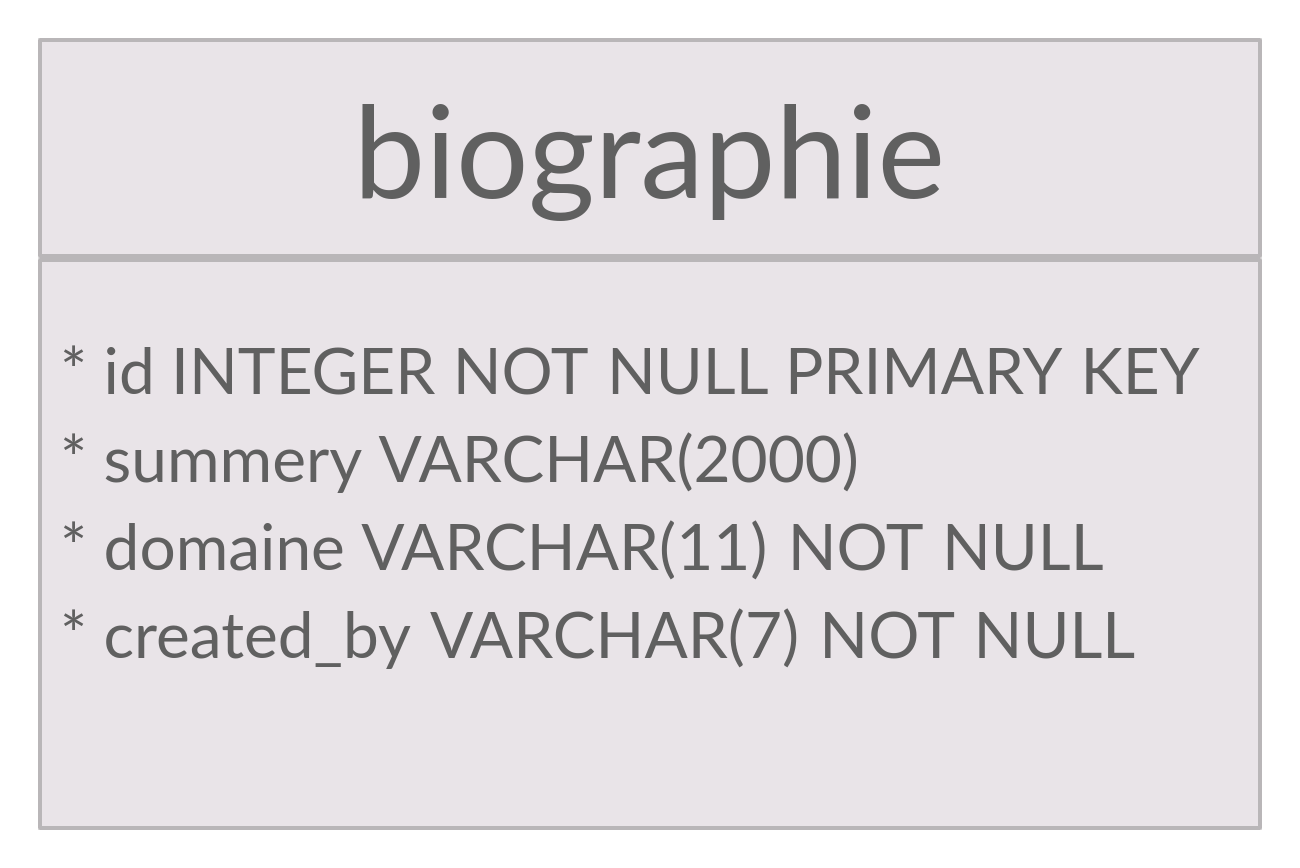 biographie
* id INTEGER NOT NULL PRIMARY KEY
* summery VARCHAR(2000)
* domaine VARCHAR(11) NOT NULL
* created_by VARCHAR(7) NOT NULL